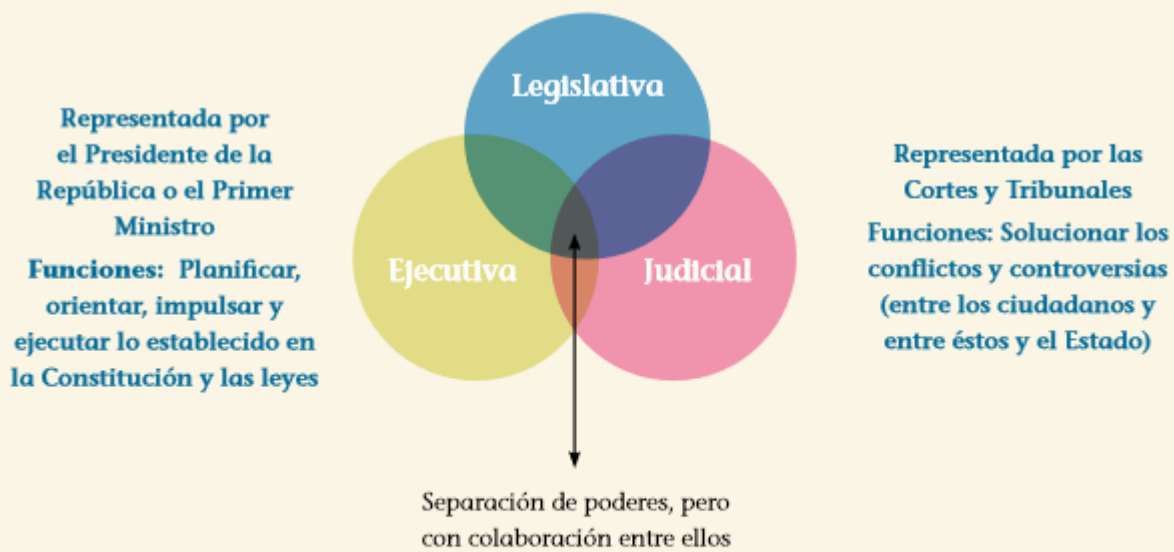 Legislativa
Representada por
el Presidente de la
República o el Primer
Ministro
Funciones: Planificar,
orientar, impulsar y
ejecutar lo establecido en
la Constitución y las leyes
Ejecutiva
Judicial
Representada por las
Cortes y Tribunales
Funciones: Solucionar los
conflictos y controversias
(entre los ciudadanos y
entre éstos y el Estado)
Separación de poderes, pero
con colaboración entre ellos